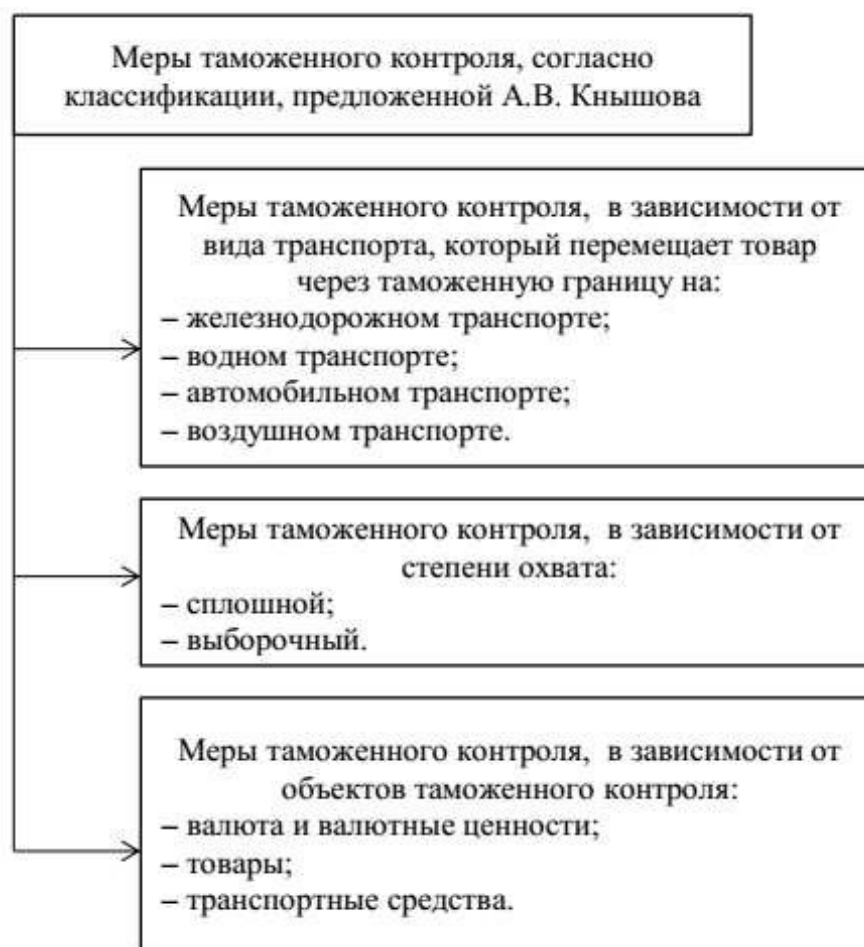 Меры таможенного контроля, согласно
классификации, предложенной А.В. Кнышова
Меры таможенного контроля, в зависимости от
вида транспорта, который перемещает товар
через таможенную границу на:
– железнодорожном транспорте;
– водном транспорте;
– автомобильном транспорте;
– воздушном транспорте.
Меры таможенного контроля, в зависимости от
степени охвата:
– сплошной;
– выборочный.
Меры таможенного контроля, в зависимости от
объектов таможенного контроля:
– валюта и валютные ценности;
– товары;
– транспортные средства.